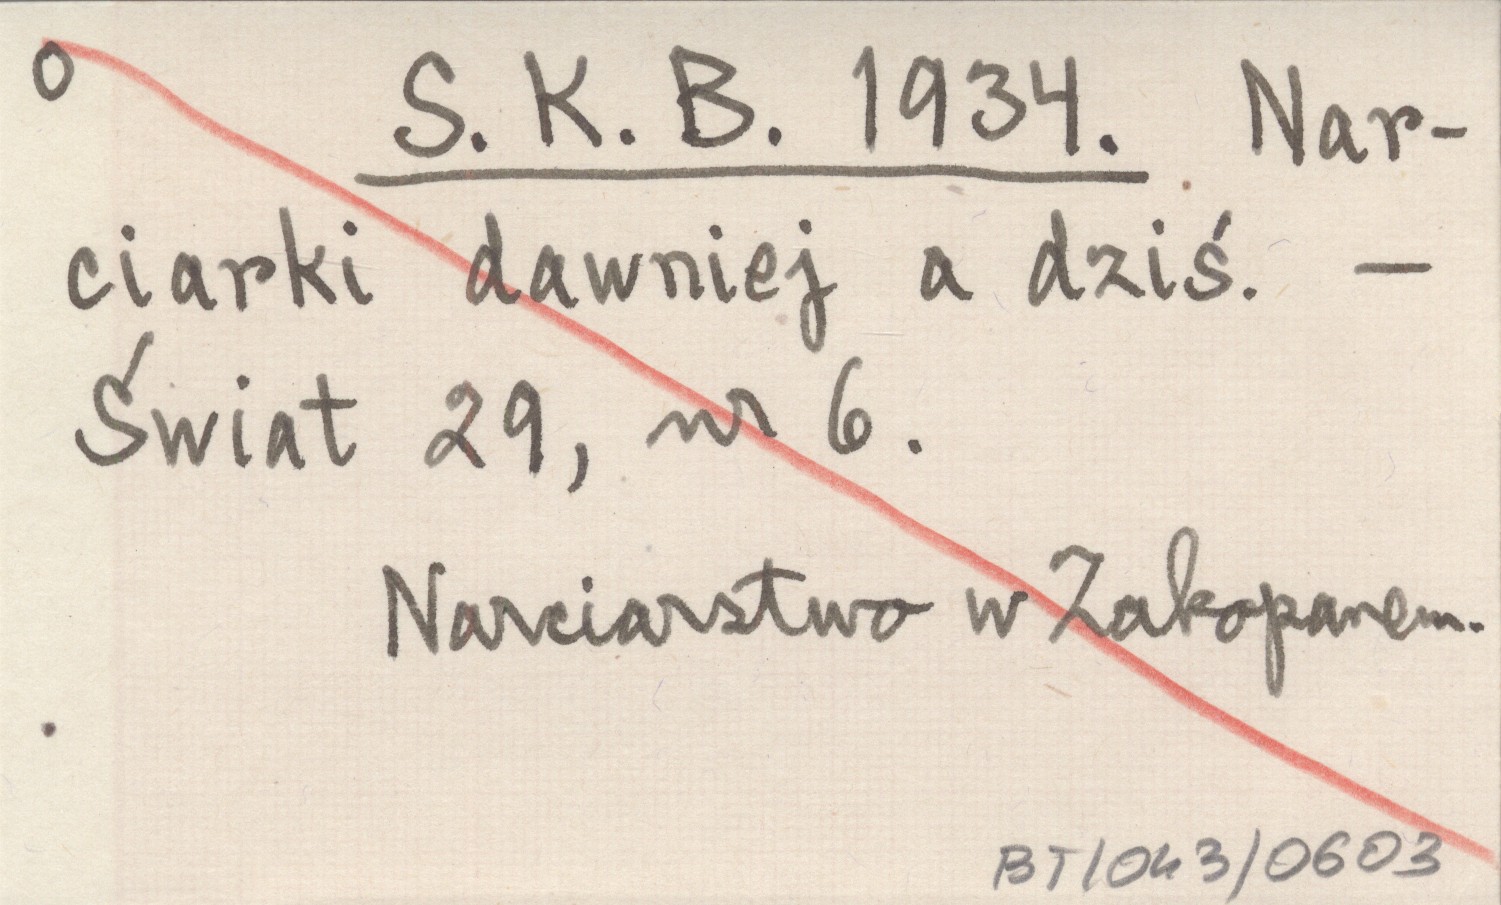 o S. K. B. 1934. Nar-
ciarki dawniej a dziś. —
Świat 29, nr 6.
Narciarstwo w Zakopanem.
BT/043/0603